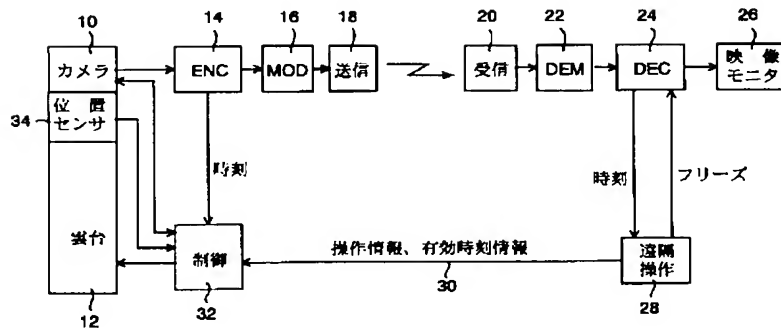 10
14
16
18
20
22
24
26
カメラ
ENC
MOD
送信
受信
DEM
DEC
映像
モニタ
34
位置
センサ
時刻
時刻
フリーズ
雲台
制御
操作情報、有効時刻情報
遠隔
操作
30
12
32
28